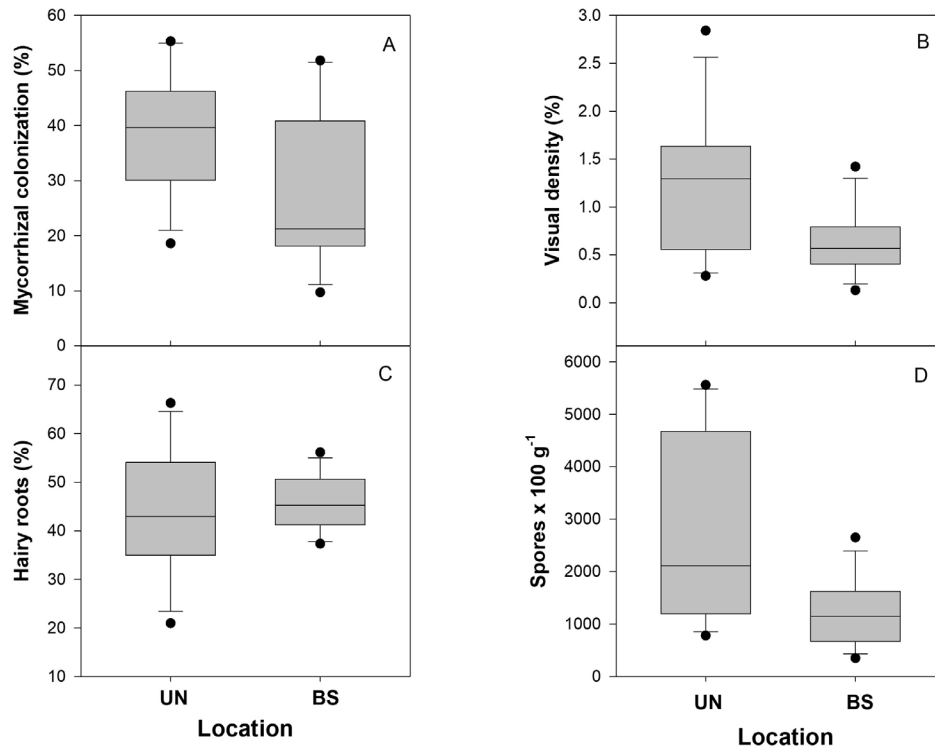 Mycorrhizal colonization (%)
60
50
40
30
20
10
0
A
Visual density (%)
3.0
2.5
2.0
1.5
1.0
0.5
0.0
B
Hairy roots (%)
70
60
50
40
30
20
10
C
UN BS
Location
Spores x 100 g⁻¹
6000
5000
4000
3000
2000
1000
0
D
UN BS
Location